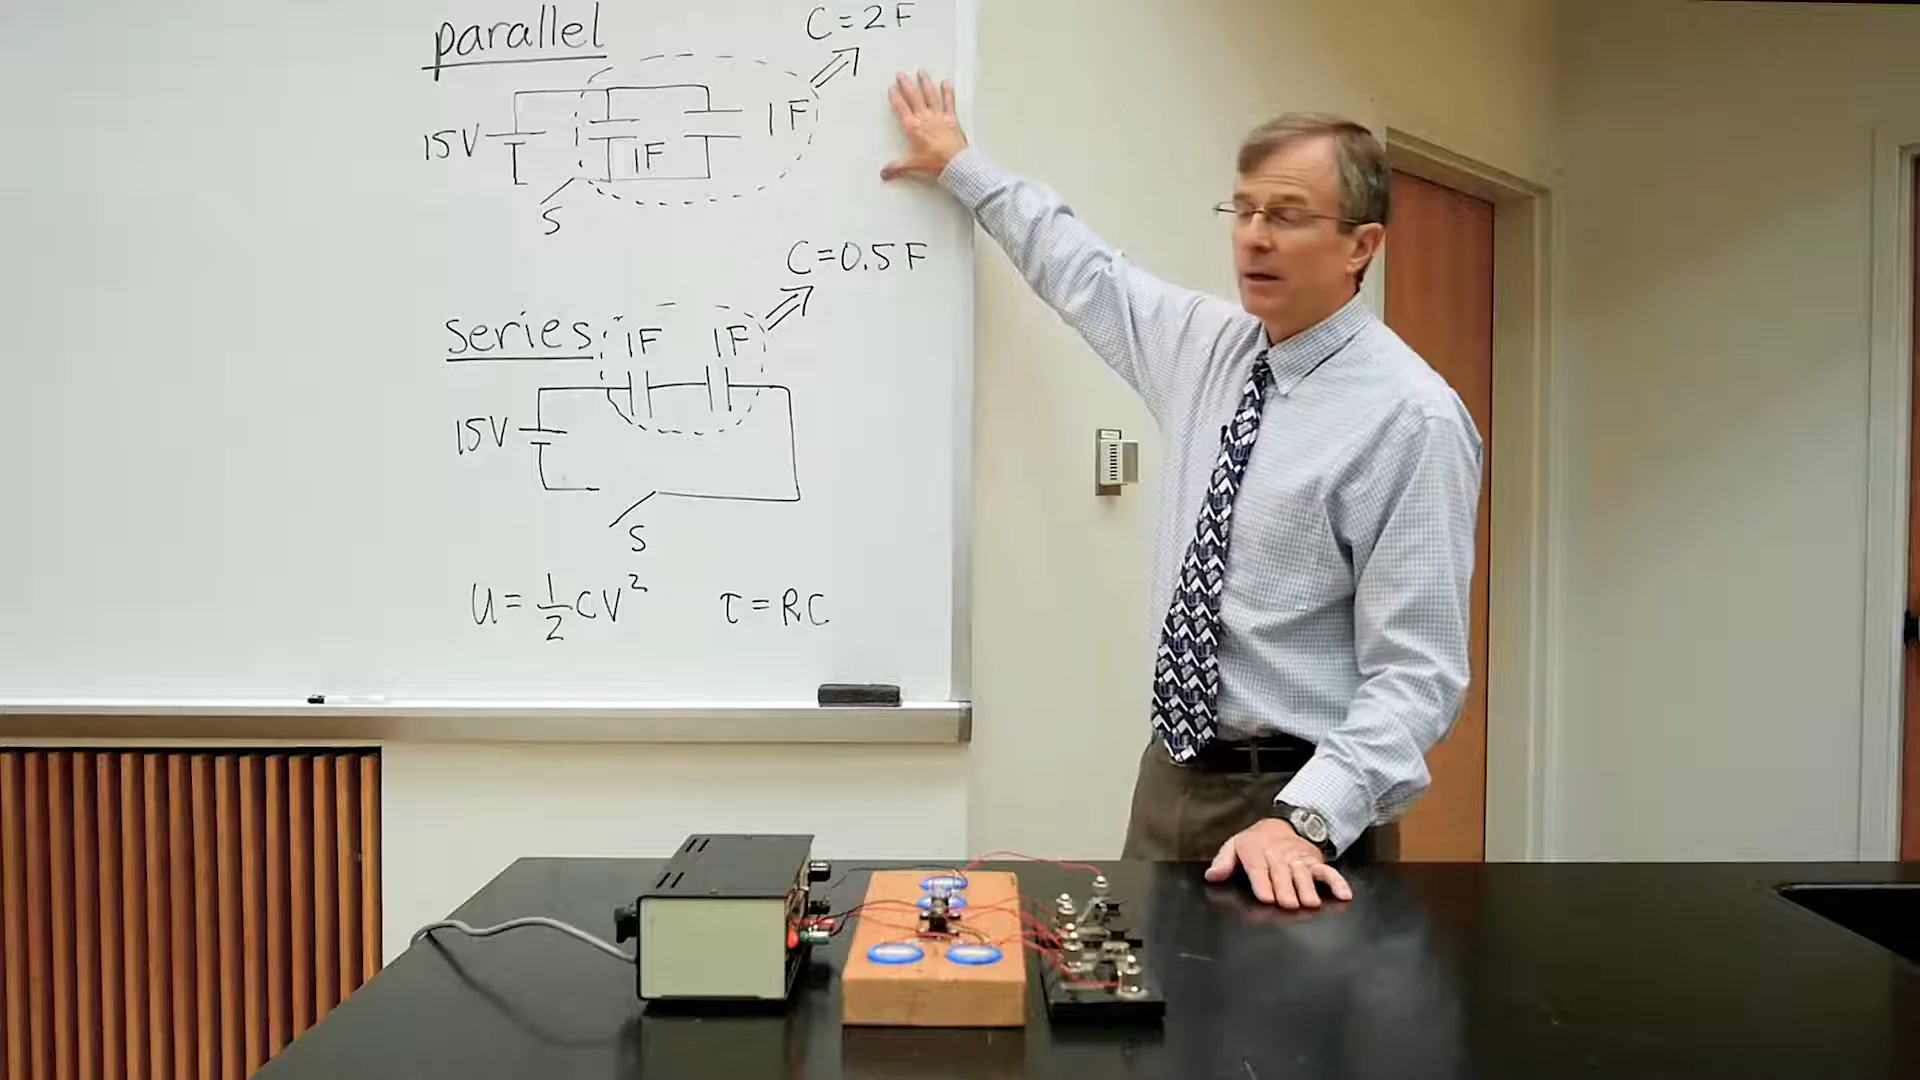 parallel
C=2F
15V
1F
1F
S
C=0.5F
series
1F
1F
15V
S
U=1/2CV²
τ=RC